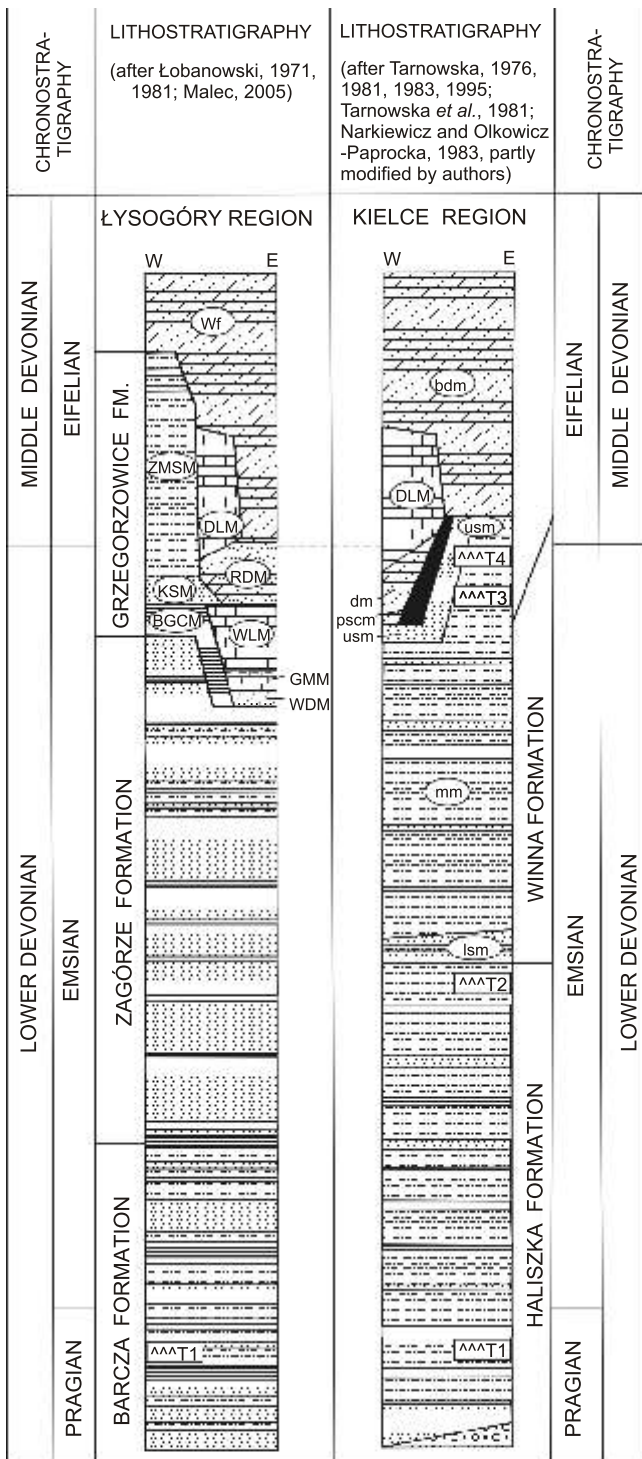 CHRONOSTRA-
TIGRAPHY
LITHOSTRATIGRAPHY
(after Łobanowski, 1971,
1981; Malec, 2005)
LITHOSTRATIGRAPHY
(after Tarnowska, 1976,
1981, 1983, 1995;
Tarnowska et al., 1981;
Narkiewicz and Olkowicz
-Paprocka, 1983, partly
modified by authors)
CHRONOSTRA-
TIGRAPHY
ŁYSOGÓRY REGION
KIELCE REGION
W
E
W
E
MIDDLE DEVONIAN
EIFELIAN
LOWER DEVONIAN
EMSIAN
PRAGIAN
GRZEGORZOWICE FM.
ZAGÓRZE FORMATION
BARCZA FORMATION
Wf
ZMSM
DLM
RDM
KSM
BGCM
WLM
GMM
WDM
^^^T1
bdm
DLM
usm
^^^T4
^^^T3
dm
pscm
usm
mm
lsm
^^^T2
^^^T1
WINNA FORMATION
HALISZKA FORMATION
EIFELIAN
MIDDLE DEVONIAN
EMSIAN
LOWER DEVONIAN
PRAGIAN